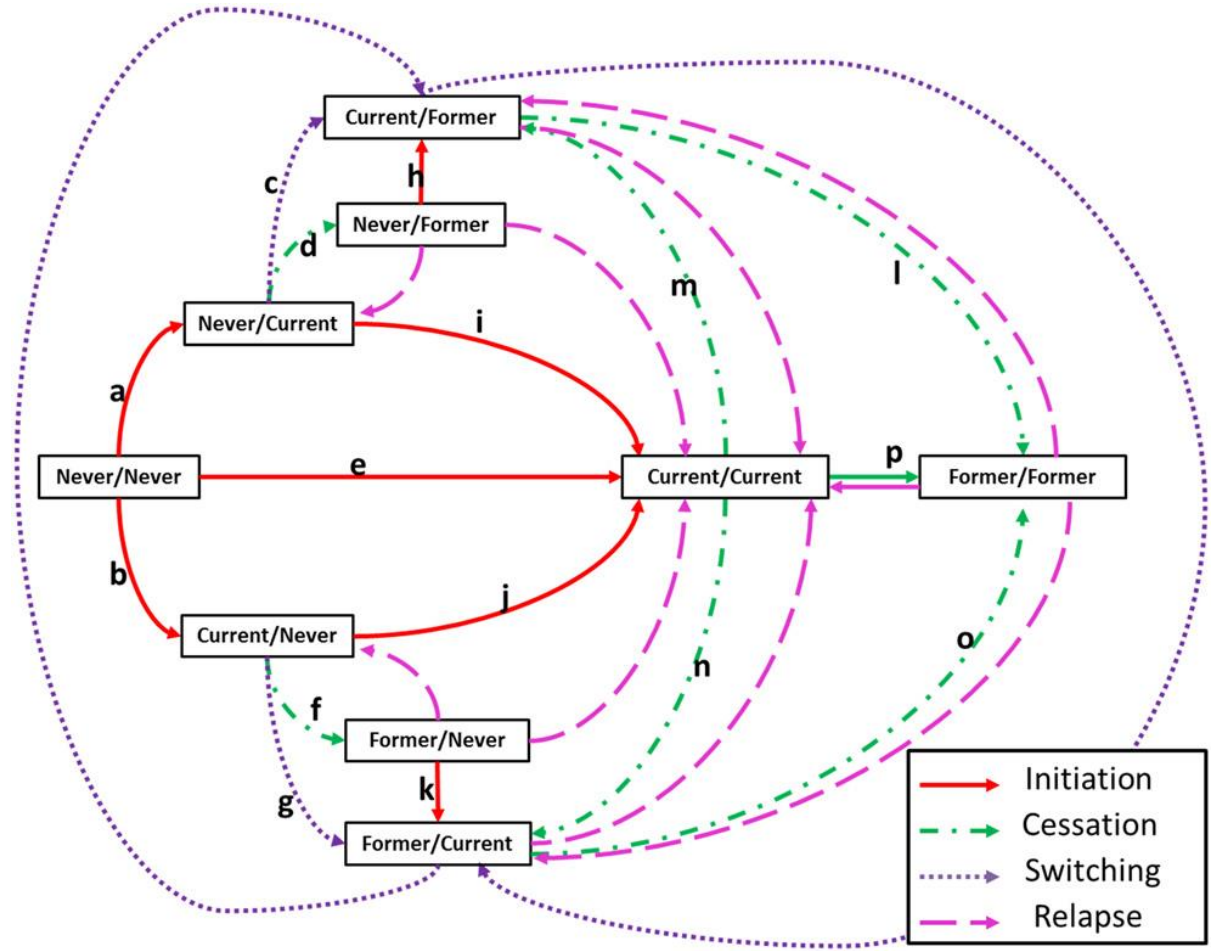 Current/Former
c
h
Never/Former
d
l
m
Never/Current
i
a
Never/Never
e
Current/Current
p
Former/Former
b
j
Current/Never
o
n
f
Former/Never
g
k
Former/Current
Initiation
Cessation
Switching
Relapse